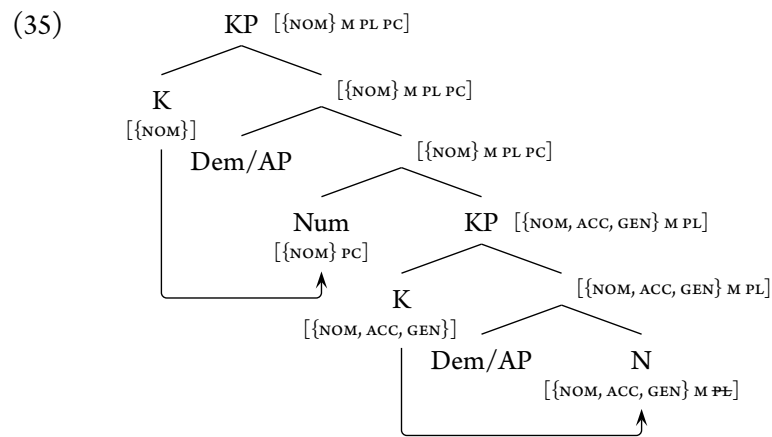 (35)
KP [{NOM} M PL PC]
K
[{NOM}]
[{NOM} M PL PC]
Dem/AP
[{NOM} M PL PC]
Num
[{NOM} PC]
KP [{NOM, ACC, GEN} M PL]
K
[{NOM, ACC, GEN}]
[{NOM, ACC, GEN} M PL]
Dem/AP
N
[{NOM, ACC, GEN} M PL]